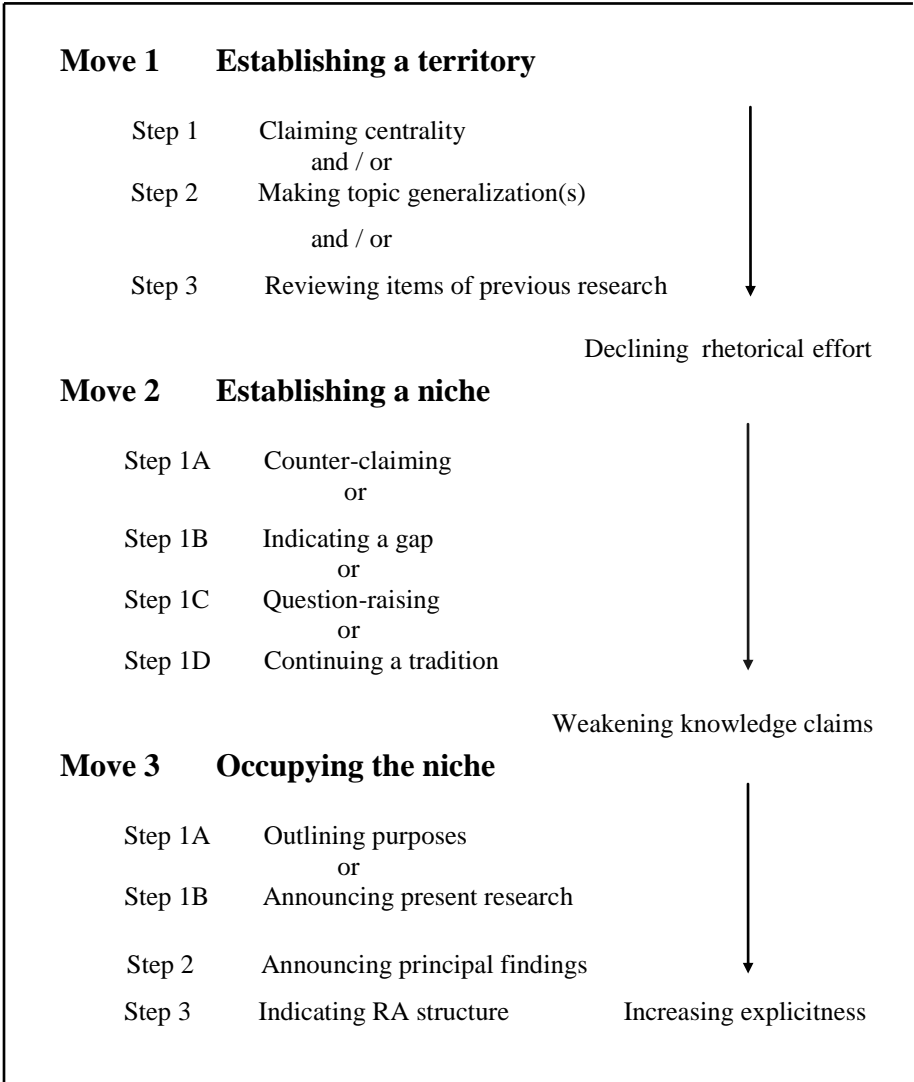 Move 1 Establishing a territory
Step 1 Claiming centrality
and / or
Step 2 Making topic generalization(s)
and / or
Step 3 Reviewing items of previous research
Declining rhetorical effort
Move 2 Establishing a niche
Step 1A Counter-claiming
or
Step 1B Indicating a gap
or
Step 1C Question-raising
or
Step 1D Continuing a tradition
Weakening knowledge claims
Move 3 Occupying the niche
Step 1A Outlining purposes
or
Step 1B Announcing present research
Step 2 Announcing principal findings
Step 3 Indicating RA structure Increasing explicitness